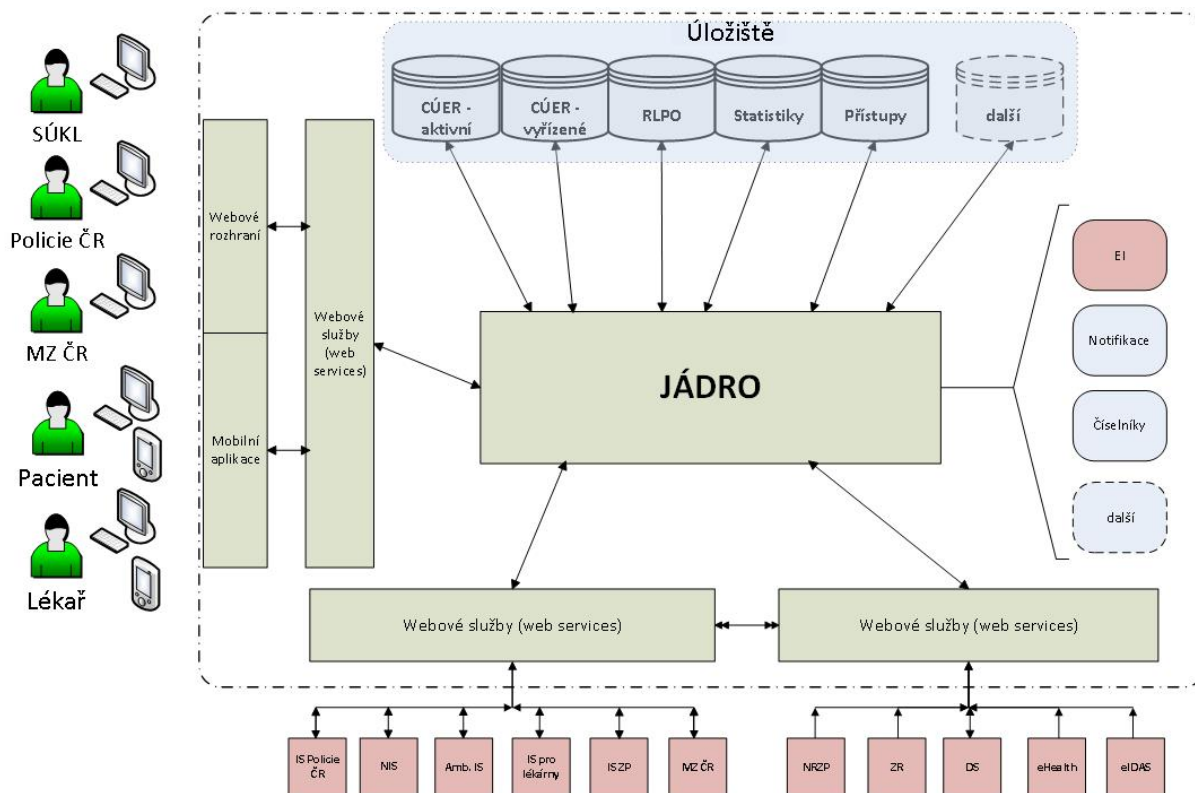 Úložiště
CÚER -
aktivní
CÚER -
vyřízené
RLPO
Statistiky
Přístupy
další
SÚKL
Policie ČR
MZ ČR
Pacient
Lékař
Webové
rozhraní
Mobilní
aplikace
Webové
služby
(web
services)
JÁDRO
EI
Notifikace
Číselníky
další
Webové služby (web services)
Webové služby (web services)
IS Policie
ČR
NIS
Amb. IS
IS pro
lékárny
IS ZP
MZ ČR
NRZP
ZR
DS
eHealth
eIDAS